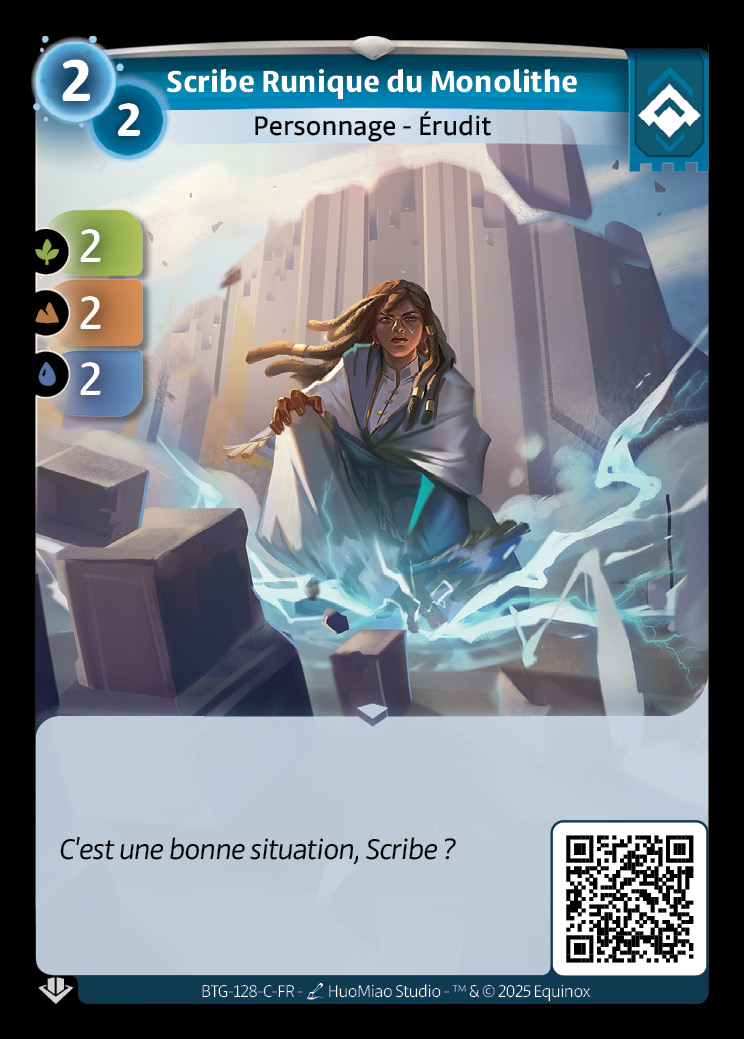 2
Scribe Runique du Monolithe
2
Personnage - Érudit
2
2
2
C'est une bonne situation, Scribe ?
BTG-128-C-FR - HuoMiao Studio - ™ & © 2025 Equinox